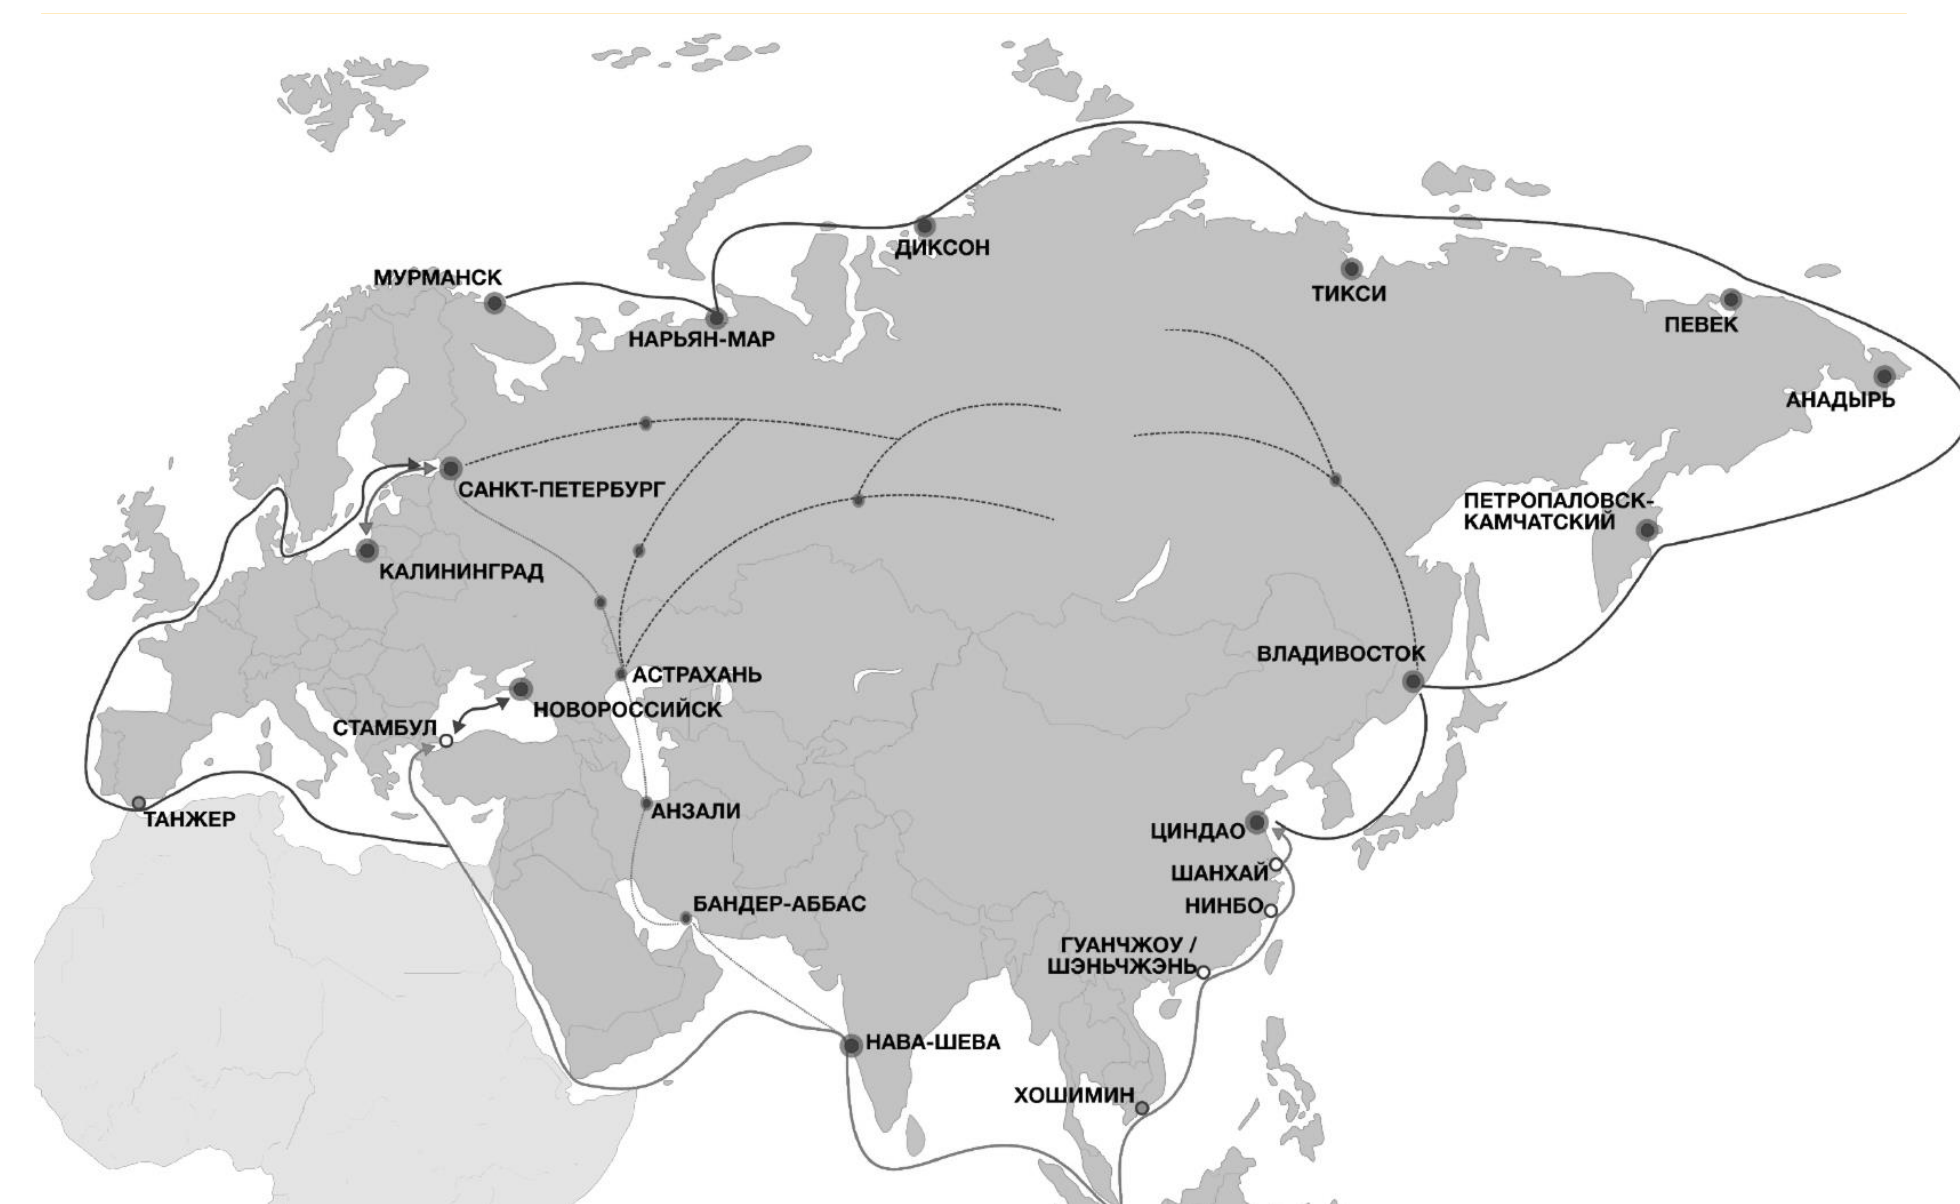 ДИКСОН
МУРМАНСК
ТИКСИ
НАРЬЯН-МАР
ПЕВЕК
АНАДЫРЬ
САНКТ-ПЕТЕРБУРГ
ПЕТРОПАЛОВСК-
КАМЧАТСКИЙ
КАЛИНИНГРАД
ВЛАДИВОСТОК
АСТРАХАНЬ
НОВОРОССИЙСК
СТАМБУЛ
ТАНЖЕР
АНЗАЛИ
ЦИНДАО
ШАНХАЙ
БАНДЕР-АББАС
НИНБО
ГУАНЧЖОУ /
ШЭНЬЧЖЭНЬ
НАВА-ШЕВА
ХОШИМИН